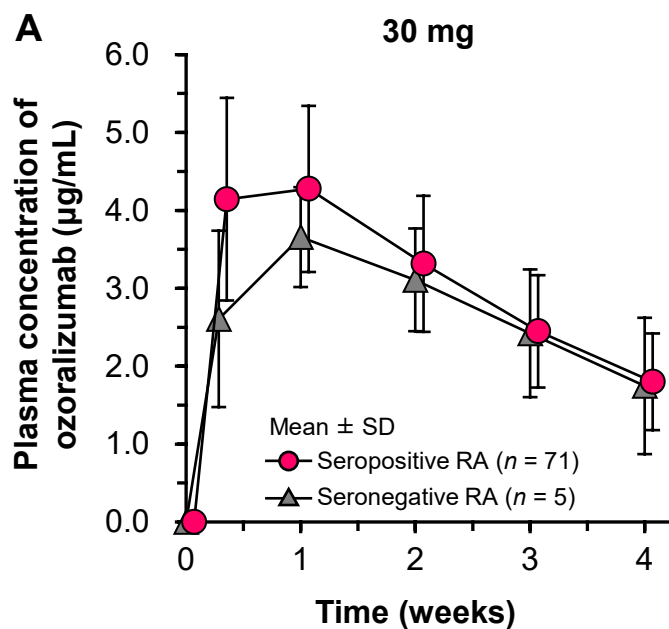 A
30 mg
Plasma concentration of
ozoralizumab (µg/mL)
6.0
5.0
4.0
3.0
2.0
1.0
0.0
Mean ± SD
Seropositive RA (n = 71)
Seronegative RA (n = 5)
0 1 2 3 4
Time (weeks)